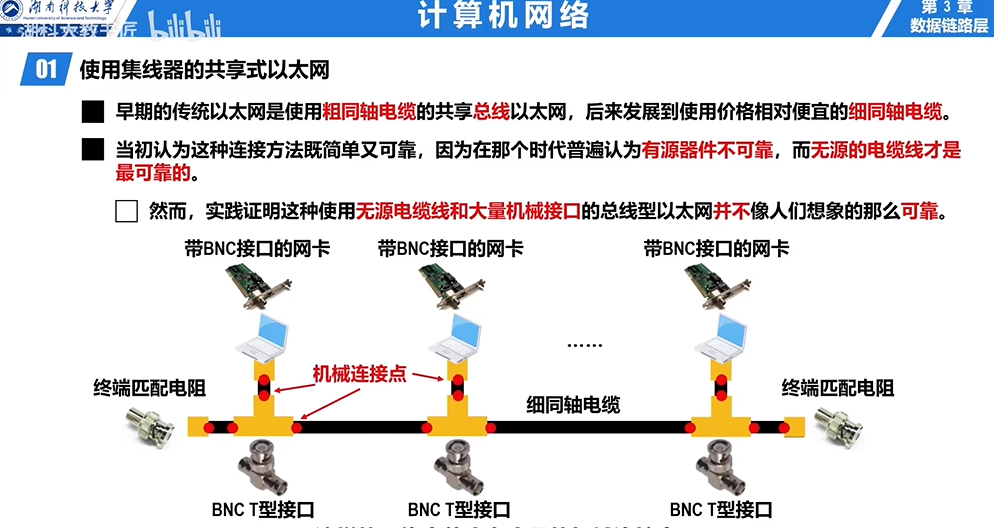 湖南科技大学
Hunan University of Science and Technology
计算机网络
第 3 章
数据链路层
湖科大教书匠 bilibili
01 使用集线器的共享式以太网
早期的传统以太网是使用粗同轴电缆的共享总线以太网，后来发展到使用价格相对便宜的细同轴电缆。
当初认为这种连接方法既简单又可靠，因为在那个时代普遍认为有源器件不可靠，而无源的电缆线才是
最可靠的。
然而，实践证明这种使用无源电缆线和大量机械接口的总线型以太网并不像人们想象的那么可靠。
带BNC接口的网卡 带BNC接口的网卡 带BNC接口的网卡
……
机械连接点
终端匹配电阻 细同轴电缆 终端匹配电阻
BNC T型接口 BNC T型接口 BNC T型接口